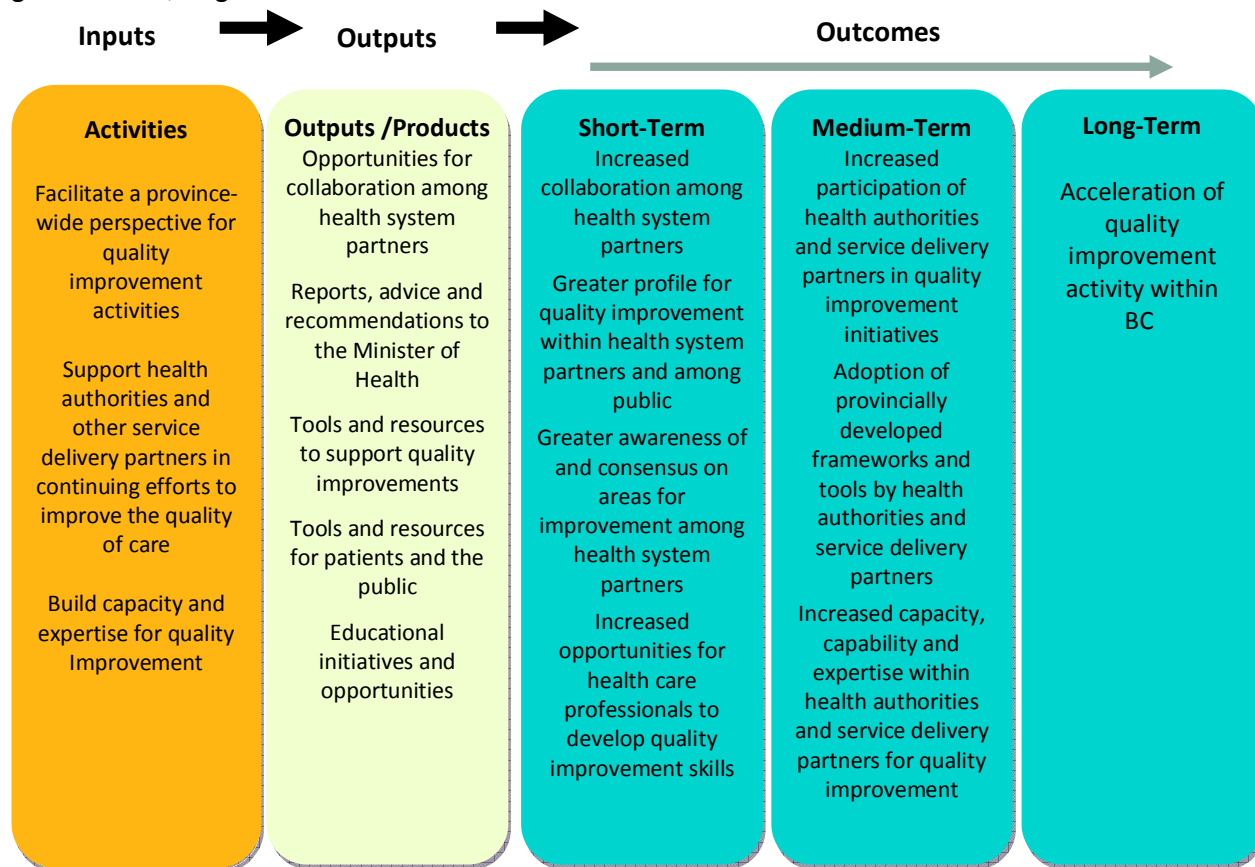 Inputs
Outputs
Outcomes
Activities
Facilitate a province-
wide perspective for
quality
improvement
activities
Support health
authorities and
other service
delivery partners in
continuing efforts to
improve the quality
of care
Build capacity and
expertise for quality
Improvement
Outputs /Products
Opportunities for
collaboration among
health system
partners
Reports, advice and
recommendations to
the Minister of
Health
Tools and resources
to support quality
improvements
Tools and resources
for patients and the
public
Educational
initiatives and
opportunities
Short-Term
Increased
collaboration among
health system
partners
Greater profile for
quality improvement
within health system
partners and among
public
Greater awareness of
and consensus on
areas for
improvement among
health system
partners
Increased
opportunities for
health care
professionals to
develop quality
improvement skills
Medium-Term
Increased
participation of
health authorities
and service delivery
partners in quality
improvement
initiatives
Adoption of
provincially
developed
frameworks and
tools by health
authorities and
service delivery
partners
Increased capacity,
capability and
expertise within
health authorities
and service delivery
partners for quality
improvement
Long-Term
Acceleration of
quality
improvement
activity within
BC